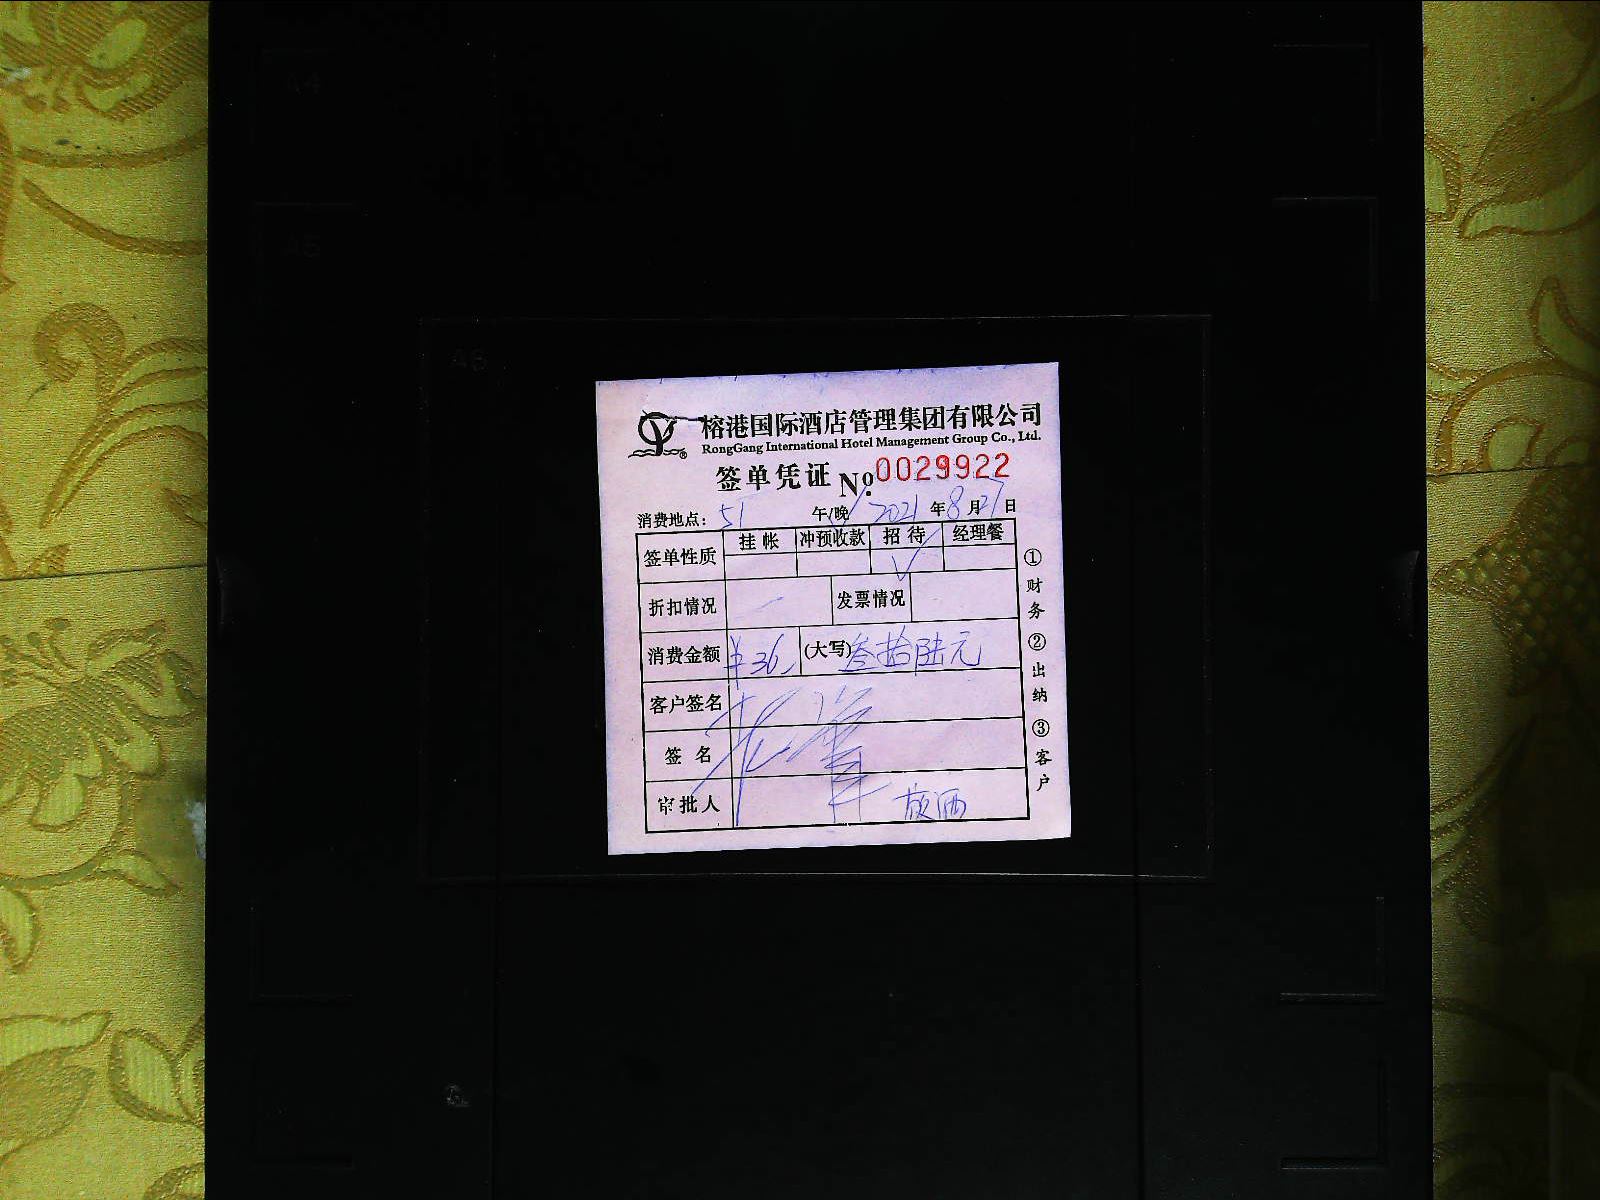 A4
A5
A6
榕港国际酒店管理集团有限公司
RongGang International Hotel Management Group Co., Ltd.
签单凭证 No. 0029922
消费地点: 51 午/晚 2021 年 8 月 27 日
签单性质 挂帐 冲预收款 招待 经理餐
√
折扣情况 发票情况
消费金额 ¥36 (大写) 叁拾陆元
客户签名
签名
审批人
①财务 ②出纳 ③客户